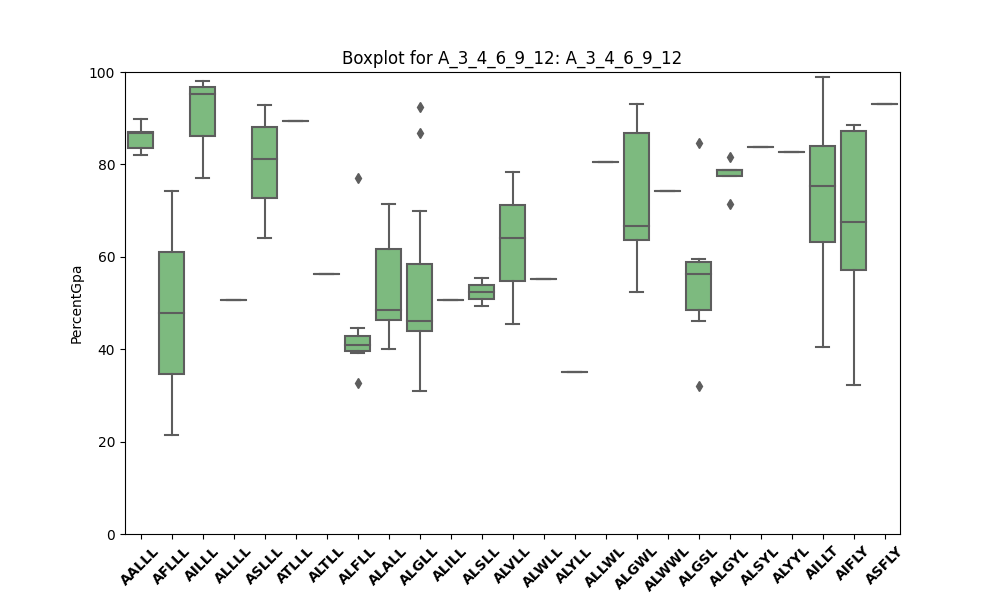 Boxplot for A_3_4_6_9_12: A_3_4_6_9_12
PercentGpa
100
80
60
40
20
0
AALLL AFLLL AILLL ALLLL ASLLL ATLLL ALTLL ALFLL ALALL ALGLL ALILL ALSLL ALVLL ALWLL ALYLL ALLWL ALGWL ALWWL ALGSL ALGYL ALSYL ALYYL AILLT AIFLY ASFLY